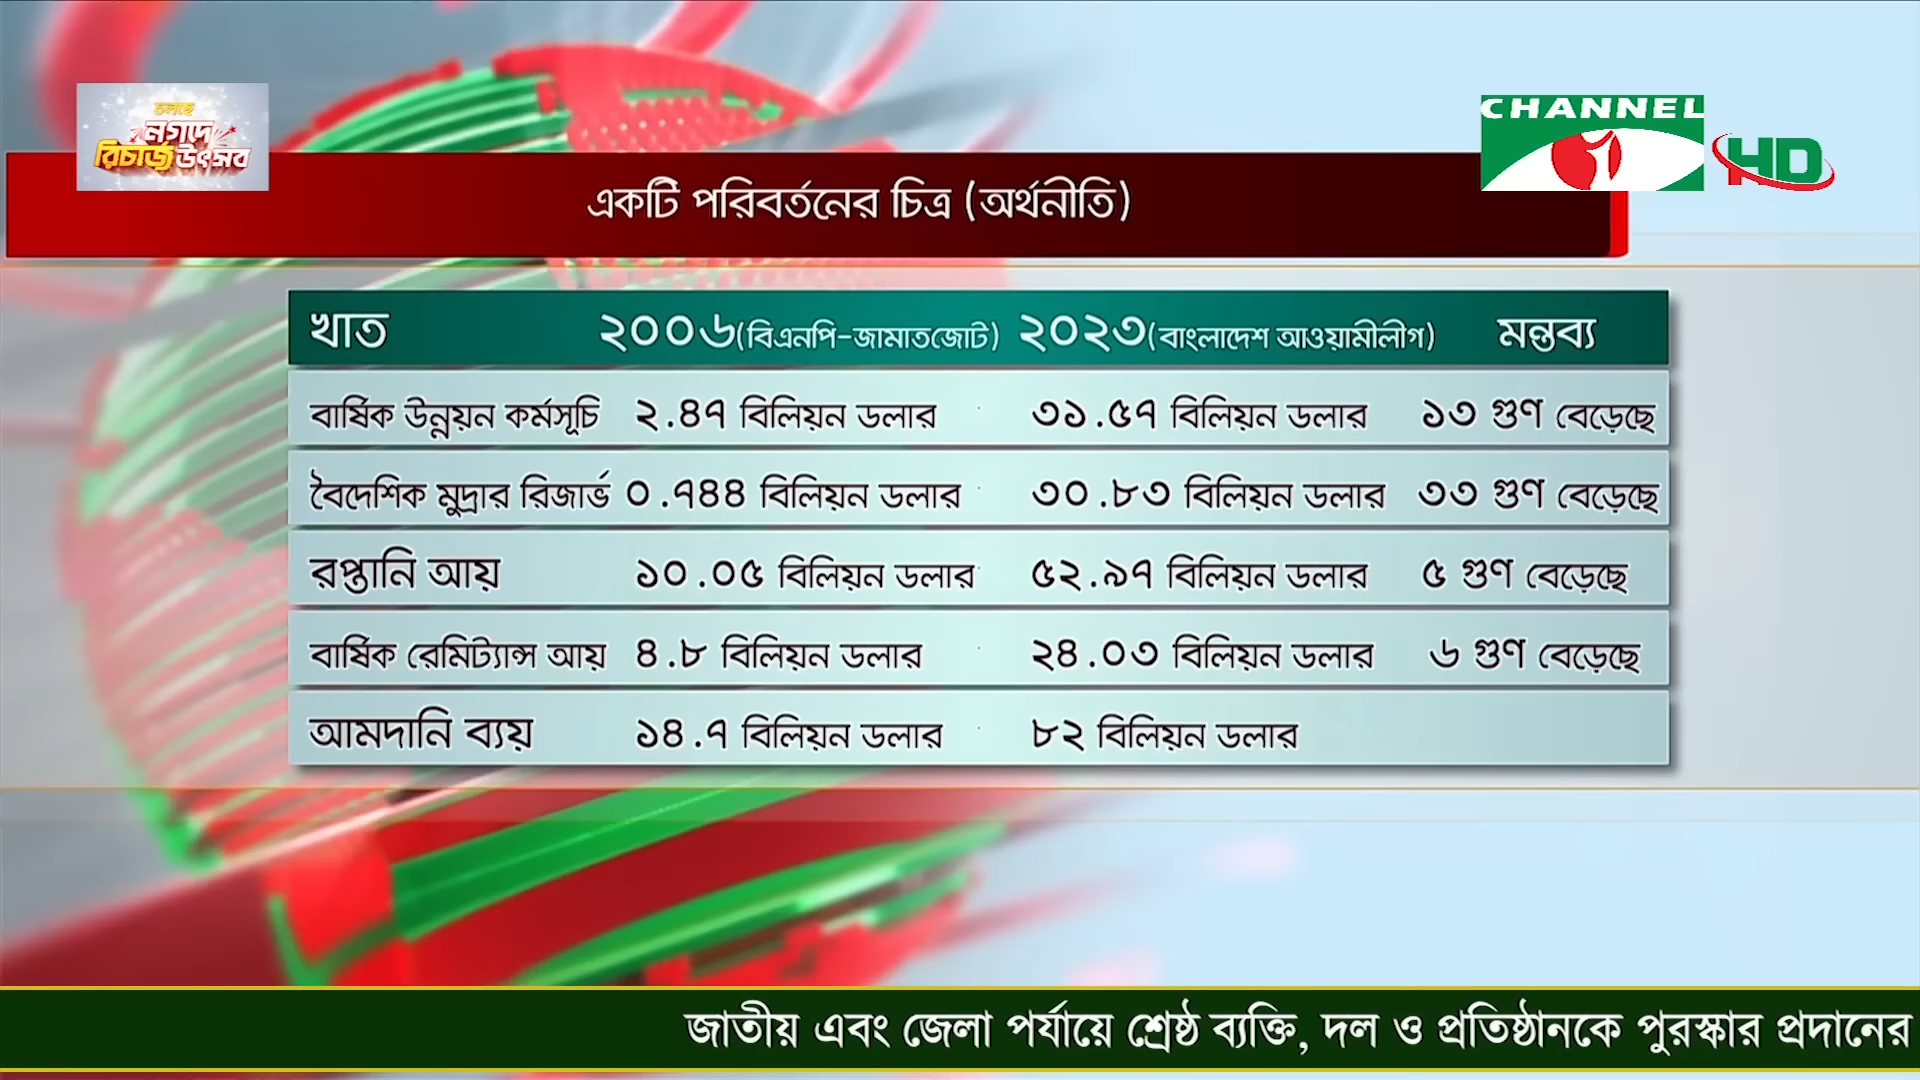 চলছে
নগদে
রিচার্জ উৎসব
CHANNEL
HD
একটি পরিবর্তনের চিত্র (অর্থনীতি)
খাত ২০০৬(বিএনপি-জামাতজোট) ২০২৩(বাংলাদেশ আওয়ামীলীগ) মন্তব্য
বার্ষিক উন্নয়ন কর্মসূচি ২.৪৭ বিলিয়ন ডলার ৩১.৫৭ বিলিয়ন ডলার ১৩ গুণ বেড়েছে
বৈদেশিক মুদ্রার রিজার্ভ ০.৭৪৪ বিলিয়ন ডলার ৩০.৮৩ বিলিয়ন ডলার ৩৩ গুণ বেড়েছে
রপ্তানি আয় ১০.০৫ বিলিয়ন ডলার ৫২.৯৭ বিলিয়ন ডলার ৫ গুণ বেড়েছে
বার্ষিক রেমিট্যান্স আয় ৪.৮ বিলিয়ন ডলার ২৪.০৩ বিলিয়ন ডলার ৬ গুণ বেড়েছে
আমদানি ব্যয় ১৪.৭ বিলিয়ন ডলার ৮২ বিলিয়ন ডলার
জাতীয় এবং জেলা পর্যায়ে শ্রেষ্ঠ ব্যক্তি, দল ও প্রতিষ্ঠানকে পুরস্কার প্রদানের